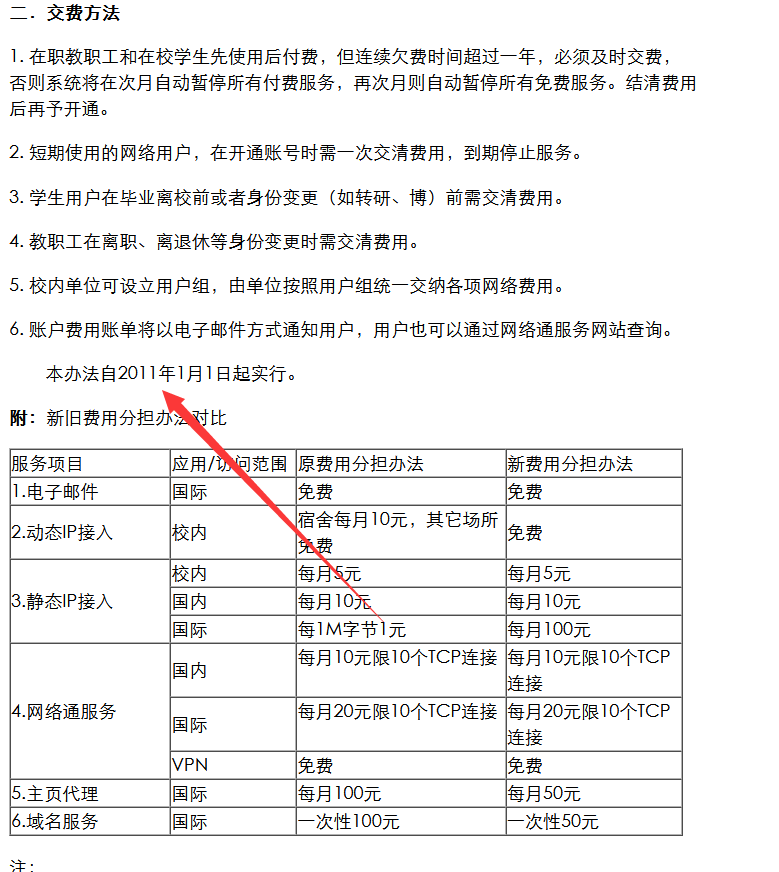 二．交费方法
1. 在职教职工和在校学生先使用后付费，但连续欠费时间超过一年，必须及时交费，
否则系统将在次月自动暂停所有付费服务，再次月则自动暂停所有免费服务。结清费用
后再予开通。
2. 短期使用的网络用户，在开通账号时需一次交清费用，到期停止服务。
3. 学生用户在毕业离校前或者身份变更（如转研、博）前需交清费用。
4. 教职工在离职、离退休等身份变更时需交清费用。
5. 校内单位可设立用户组，由单位按照用户组统一交纳各项网络费用。
6. 账户费用账单将以电子邮件方式通知用户，用户也可以通过网络通服务网站查询。
本办法自2011年1月1日起实行。
附：新旧费用分担办法对比
服务项目 应用/访问范围 原费用分担办法 新费用分担办法
1.电子邮件 国际 免费 免费
2.动态IP接入 校内 宿舍每月10元，其它场所 免费
免费
3.静态IP接入 校内 每月5元 每月5元
国内 每月10元 每月10元
国际 每1M字节1元 每月100元
4.网络通服务 国内 每月10元限10个TCP连接 每月10元限10个TCP
连接
国际 每月20元限10个TCP连接 每月20元限10个TCP
连接
VPN 免费 免费
5.主页代理 国际 每月100元 每月50元
6.域名服务 国际 一次性100元 一次性50元
注：